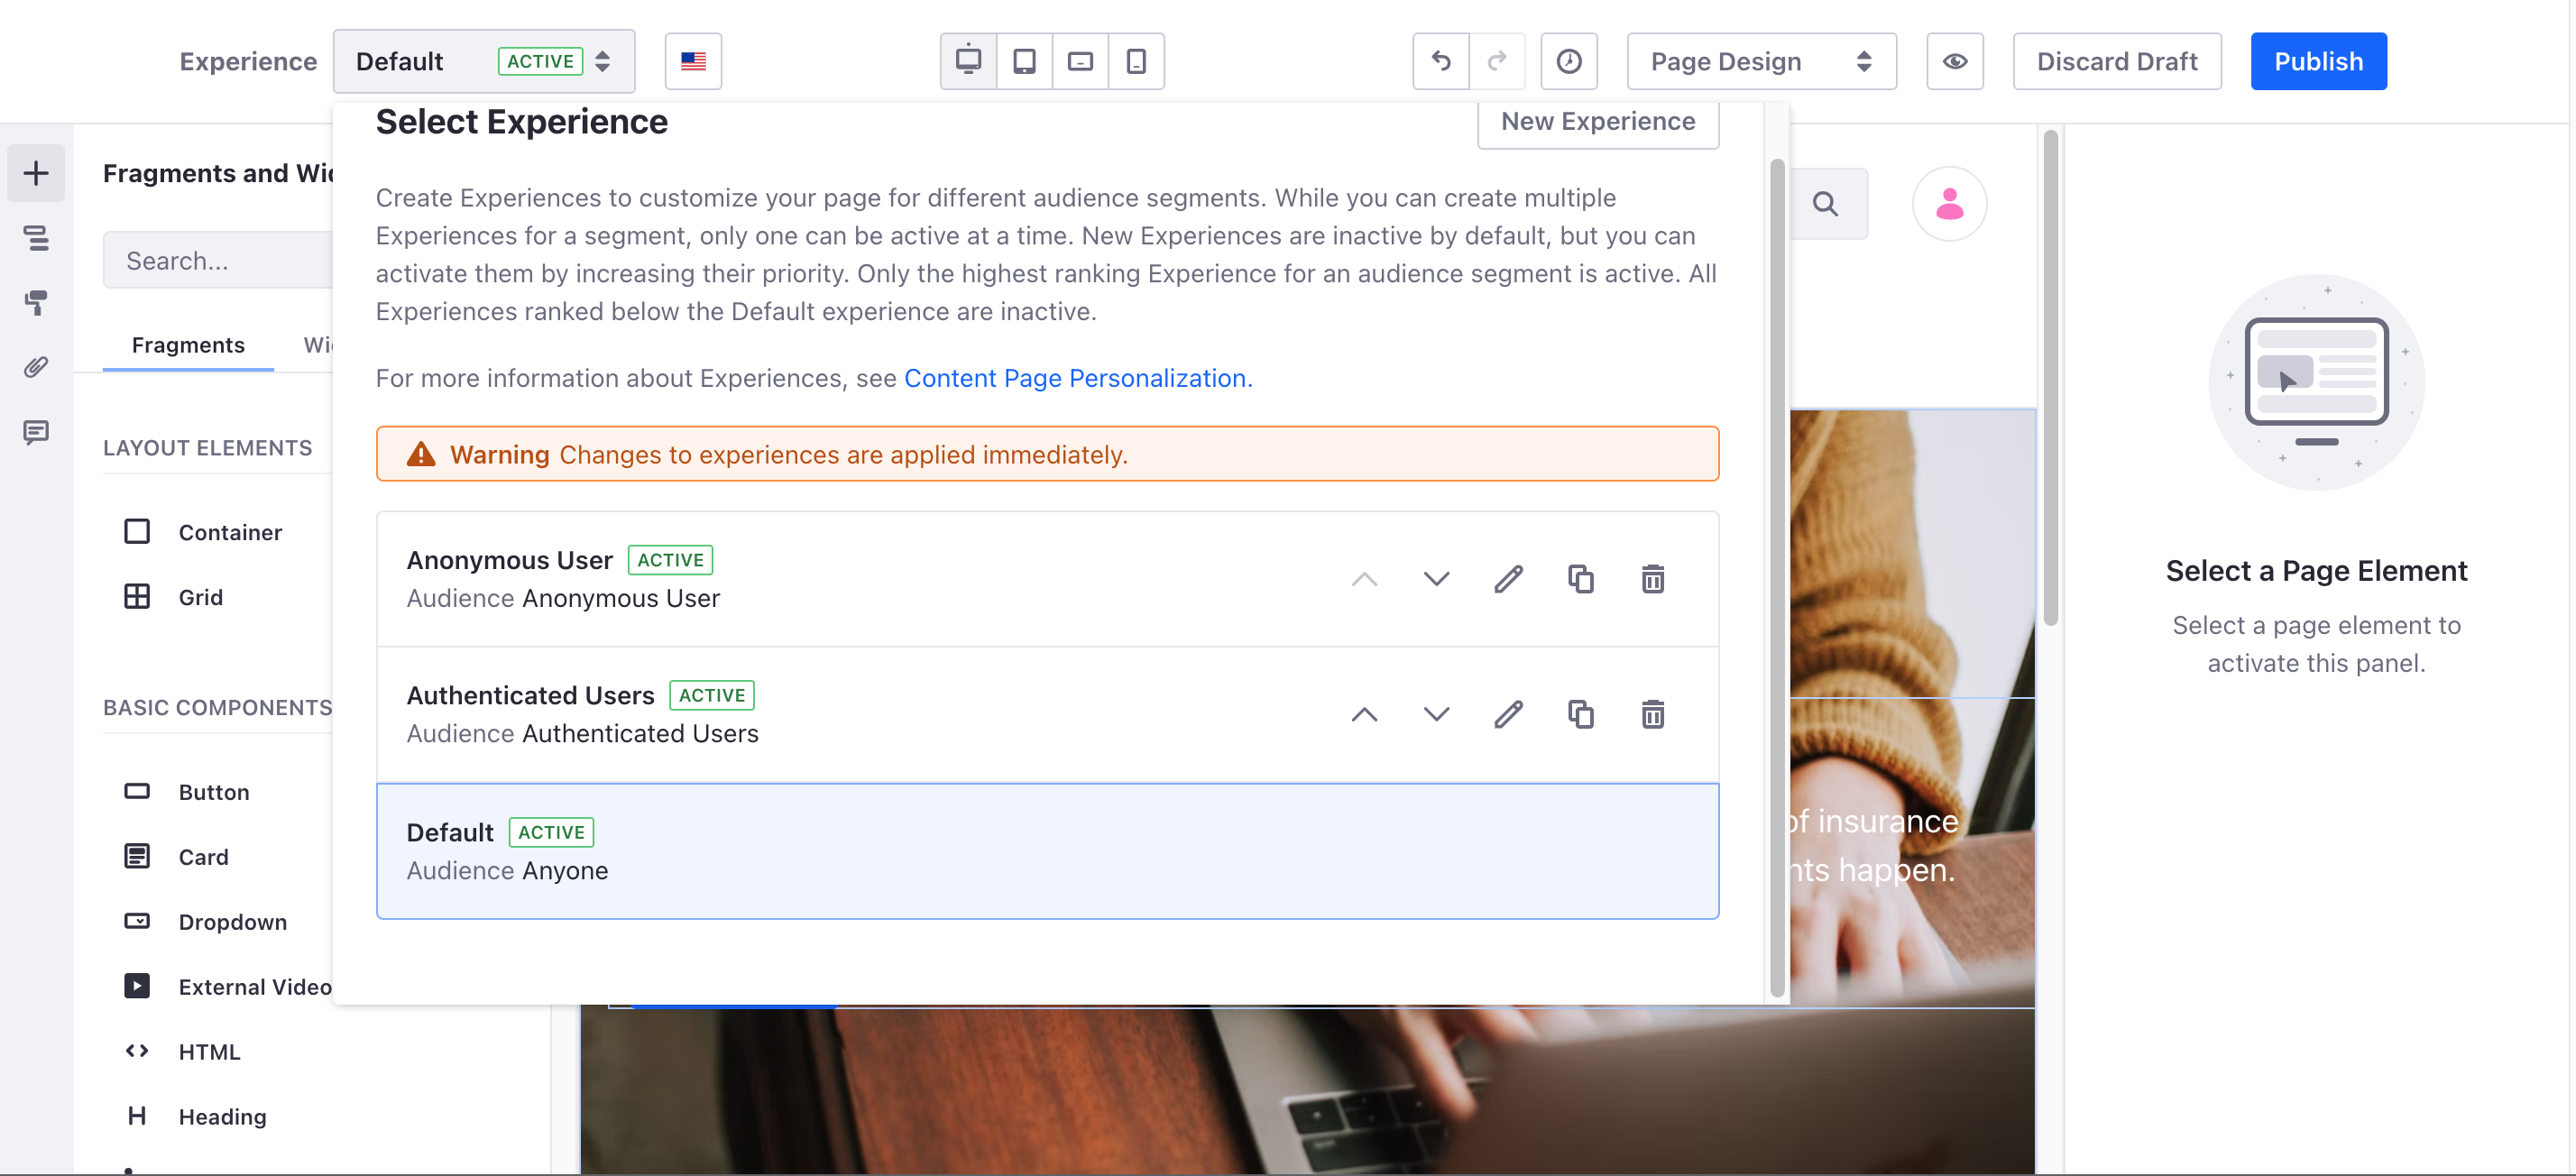 Experience
Default ACTIVE
Page Design
Discard Draft
Publish
Fragments and
Search...
Fragments
LAYOUT ELEMENTS
Container
Grid
BASIC COMPONENTS
Button
Card
Dropdown
External Video
HTML
Heading
Select Experience
New Experience
Create Experiences to customize your page for different audience segments. While you can create multiple
Experiences for a segment, only one can be active at a time. New Experiences are inactive by default, but you can
activate them by increasing their priority. Only the highest ranking Experience for an audience segment is active. All
Experiences ranked below the Default experience are inactive.
For more information about Experiences, see Content Page Personalization.
Warning Changes to experiences are applied immediately.
Anonymous User ACTIVE
Audience Anonymous User
Authenticated Users ACTIVE
Audience Authenticated Users
Default ACTIVE
Audience Anyone
of insurance
happen.
Select a Page Element
Select a page element to
activate this panel.